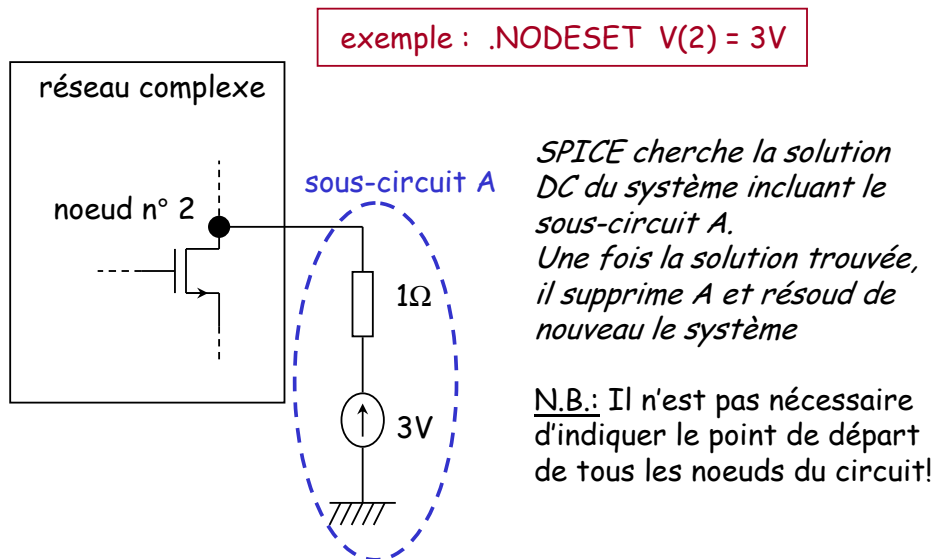 exemple : .NODESET V(2) = 3V
réseau complexe
noeud n° 2
sous-circuit A
1Ω
3V
SPICE cherche la solution
DC du système incluant le
sous-circuit A.
Une fois la solution trouvée,
il supprime A et résoud de
nouveau le système
N.B.: Il n'est pas nécessaire
d'indiquer le point de départ
de tous les noeuds du circuit!